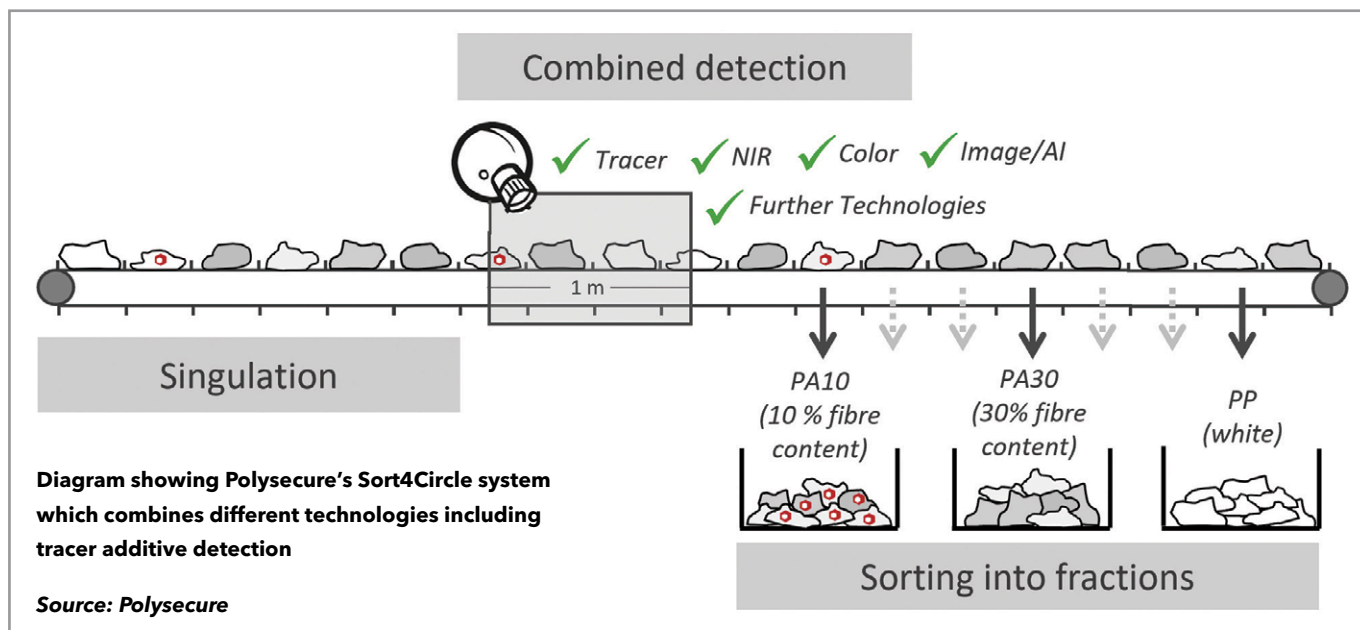 Combined detection
Tracer
NIR
Color
Image/AI
Further Technologies
1 m
Singulation
PA10
(10 % fibre
content)
PA30
(30% fibre
content)
PP
(white)
Diagram showing Polysecure’s Sort4Circle system
which combines different technologies including
tracer additive detection
Source: Polysecure
Sorting into fractions